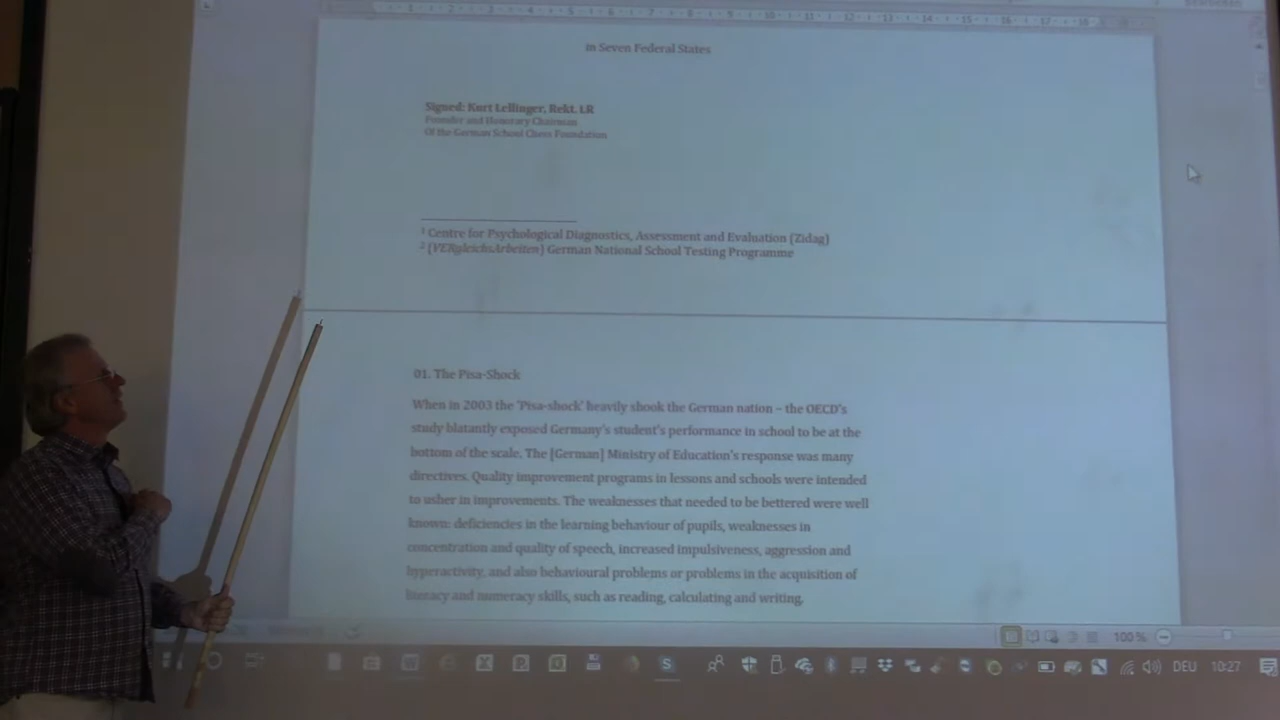 in Seven Federal States
Signed: Kurt Lellinger, Rekt. i.R
Founder and Honorary Chairman
Of the German School Chess Foundation
¹ Centre for Psychological Diagnostics, Assessment and Evaluation (Zidag)
² (VERgleichsArbeiten) German National School Testing Programme
01. The Pisa-Shock
When in 2003 the 'Pisa-shock' heavily shook the German nation – the OECD's
study blatantly exposed Germany's student's performance in school to be at the
bottom of the scale. The [German] Ministry of Education's response was many
directives. Quality improvement programs in lessons and schools were intended
to usher in improvements. The weaknesses that needed to be bettered were well
known: deficiencies in the learning behaviour of pupils, weaknesses in
concentration and quality of speech, increased impulsiveness, aggression and
hyperactivity, and also behavioural problems or problems in the acquisition of
literacy and numeracy skills, such as reading, calculating and writing.
100 %
DEU 10:27